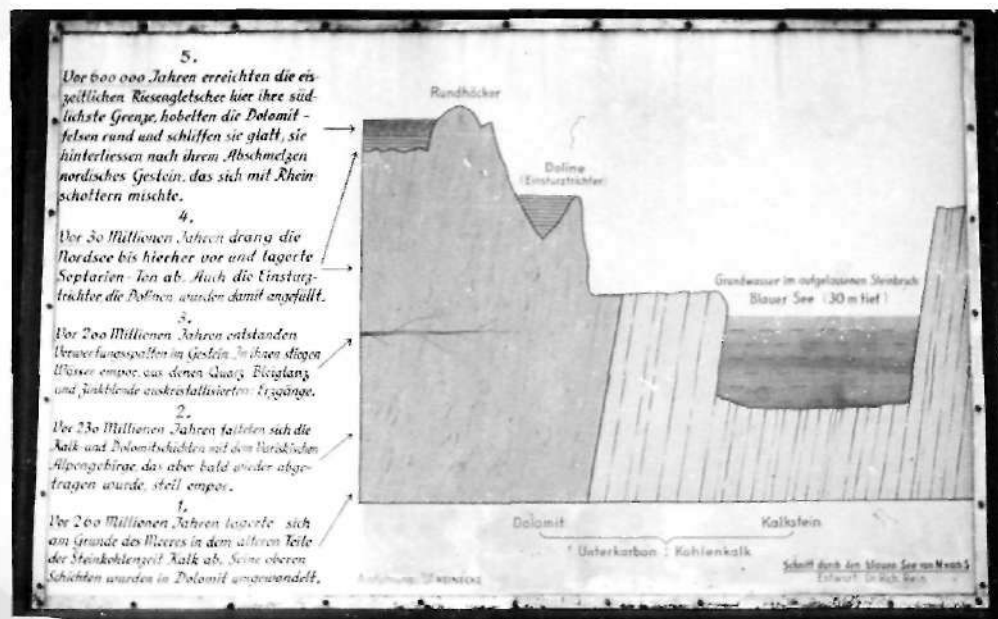 5.
Vor 600 000 Jahren erreichten die eis-
zeitlichen Riesengletscher hier ihre süd-
lichste Grenze, hobelten die Dolomit -
felsen rund und schliffen sie glatt; sie
hinterliessen nach ihrem Abschmelzen
nordisches Gestein, das sich mit Rhein
schottern mischte.
4.
Vor 30 Millionen Jahren drang die
Nordsee bis hierher vor und lagerte
Septarien-Ton ab. Auch die Einsturz-
trichter, die Dolinen, wurden damit angefüllt.
3.
Vor 200 Millionen Jahren entstanden
Verwerfungsspalten im Gestein. In ihnen stiegen
Wässer empor, aus denen Quarz, Bleiglanz
und Zinkblende auskristallisierten: Erzgänge.
2.
Vor 230 Millionen Jahren falteten sich die
Kalk-und Dolomitschichten mit dem Variskischen
Alpengebirge, das aber bald wieder abge-
tragen wurde, steil empor.
1.
Vor 260 Millionen Jahren lagerte sich
am Grunde des Meeres in dem älteren Teile
der Steinkohlenzeit Kalk ab. Seine oberen
Schichten wurden in Dolomit umgewandelt.
Rundhöcker
Doline
(Einsturztrichter)
Grundwasser im aufgelassenen Steinbruch
Blauer See (30 m tief)
Dolomit
Kalkstein
Unterkarbon : Kohlenkalk
Schnitt durch den blauen See von N nach S
Entwurf: Dr. Rich. Rein